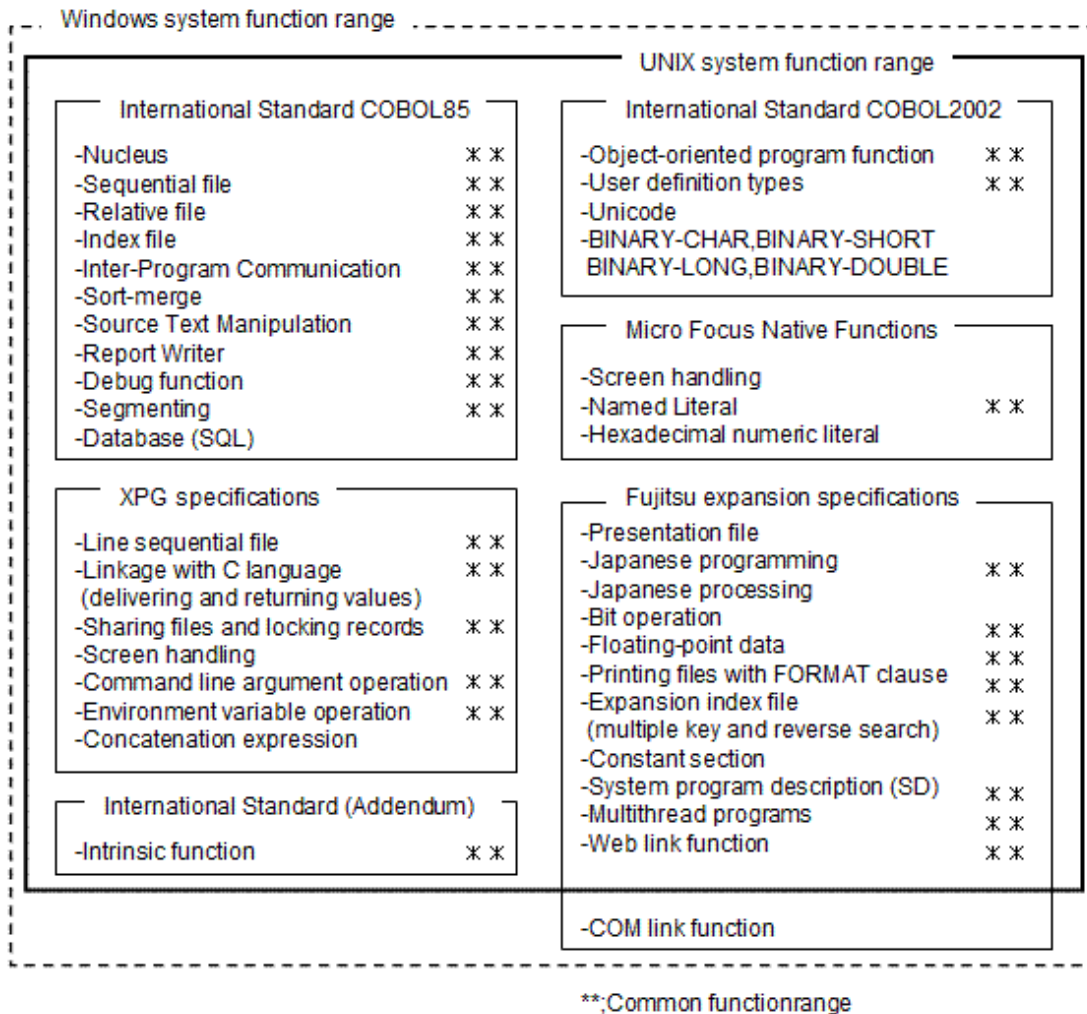 Windows system function range
UNIX system function range
International Standard COBOL85
-Nucleus **
-Sequential file **
-Relative file **
-Index file **
-Inter-Program Communication **
-Sort-merge **
-Source Text Manipulation **
-Report Writer **
-Debug function **
-Segmenting **
-Database (SQL)
International Standard COBOL2002
-Object-oriented program function **
-User definition types **
-Unicode
-BINARY-CHAR,BINARY-SHORT
BINARY-LONG,BINARY-DOUBLE
Micro Focus Native Functions
-Screen handling
-Named Literal **
-Hexadecimal numeric literal
XPG specifications
-Line sequential file **
-Linkage with C language **
(delivering and returning values)
-Sharing files and locking records **
-Screen handling
-Command line argument operation **
-Environment variable operation **
-Concatenation expression
International Standard (Addendum)
-Intrinsic function **
Fujitsu expansion specifications
-Presentation file
-Japanese programming **
-Japanese processing
-Bit operation **
-Floating-point data **
-Printing files with FORMAT clause **
-Expansion index file **
(multiple key and reverse search)
-Constant section
-System program description (SD) **
-Multithread programs **
-Web link function **
-COM link function
**;Common functionrange